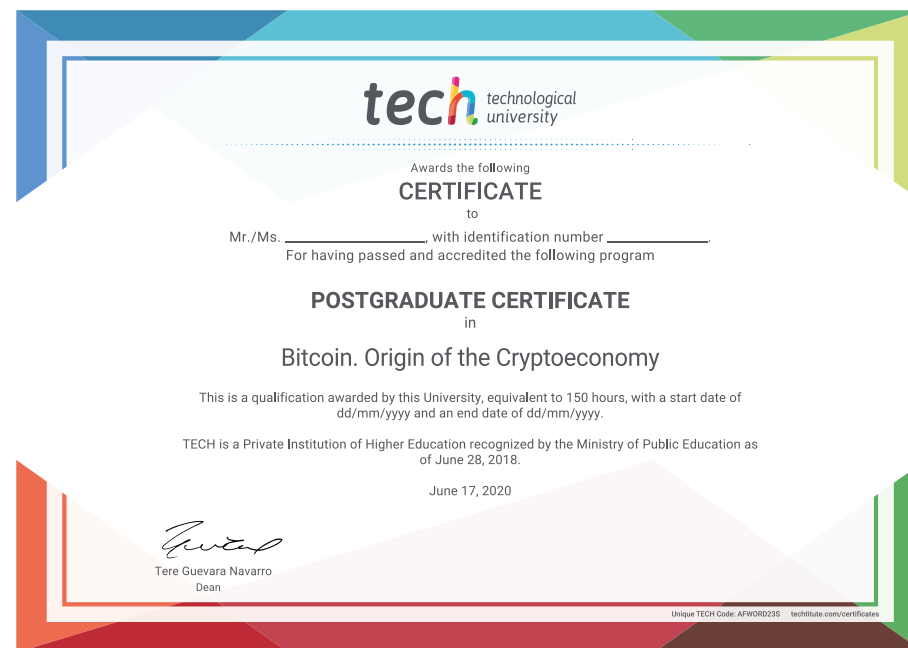 tech technological
university
Awards the following
CERTIFICATE
to
Mr./Ms. ____________________, with identification number ______________.
For having passed and accredited the following program
POSTGRADUATE CERTIFICATE
in
Bitcoin. Origin of the Cryptoeconomy
This is a qualification awarded by this University, equivalent to 150 hours, with a start date of
dd/mm/yyyy and an end date of dd/mm/yyyy.
TECH is a Private Institution of Higher Education recognized by the Ministry of Public Education as
of June 28, 2018.
June 17, 2020
Tere Guevara Navarro
Dean
Unique TECH Code: AFWORD23S techtitute.com/certificates